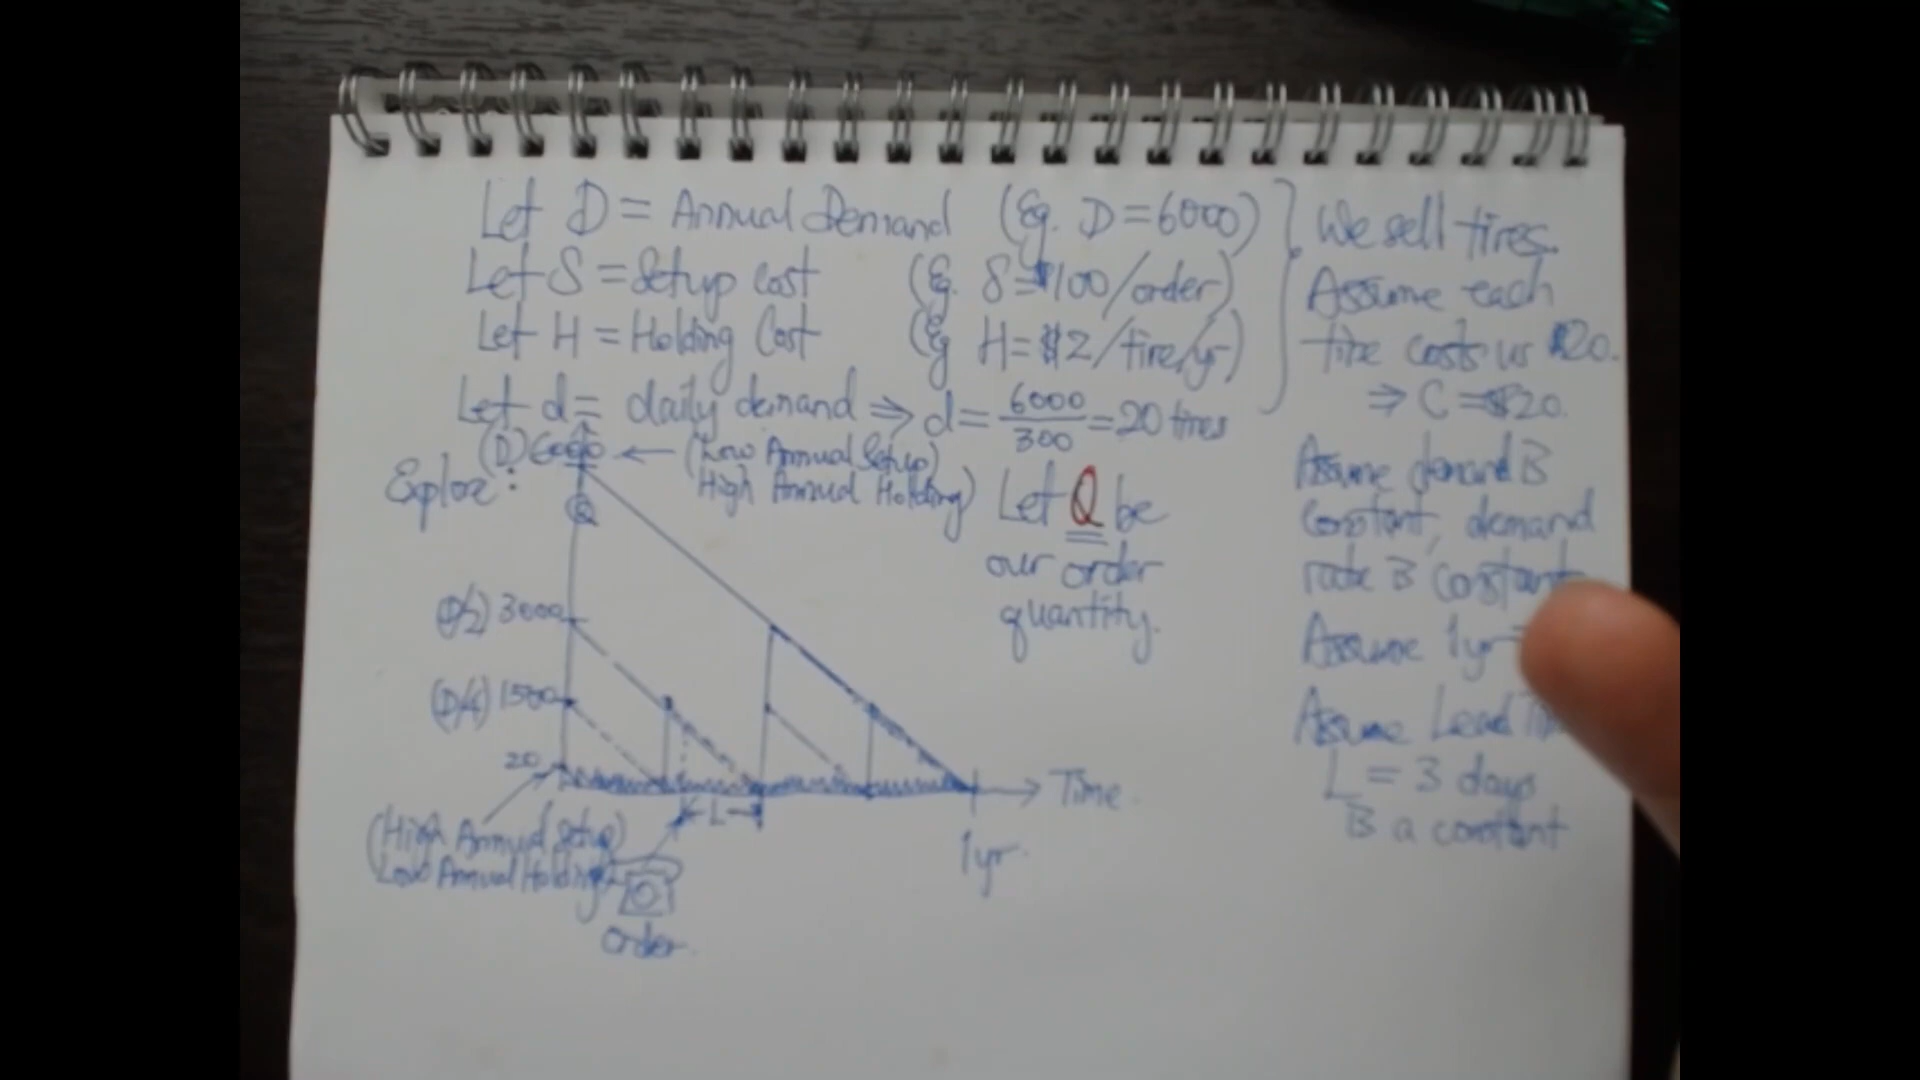 Let D = Annual Demand (Eg. D=6000)
Let S = Setup Cost (Eg. S=$100/order)
Let H = Holding Cost (Eg H=$2/tire/yr)
Let d = daily demand ⇒ d = 6000/300 = 20 tires
We sell tires.
Assume each
tire costs us $20.
⇒ C=$20.
Assume demand is
constant, demand
rate is constant
Assume 1yr
Assume Lead
L = 3 days
is a constant
Explore:
(D) 6000 ← (Low Annual Setup)
High Annual Holding)
Q
(D/2) 3000
(D/4) 1500
20
(High Annual Setup)
Low Annual Holding)
L
order
Time
1yr.
Let Q be
our order
quantity.